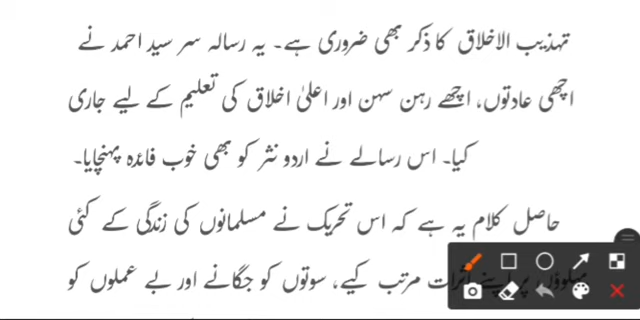 تہذیب الاخلاق کا ذکر بھی ضروری ہے۔ یہ رسالہ سر سید احمد نے
اچھی عادتوں، اچھے رہن سہن اور اعلیٰ اخلاق کی تعلیم کے لیے جاری
کیا۔ اس رسالے نے اردو نثر کو بھی خوب فائدہ پہنچایا۔
حاصل کلام یہ ہے کہ اس تحریک نے مسلمانوں کی زندگی کے کئی
پہلوؤں پر اپنے اثرات مرتب کیے، سوتوں کو جگانے اور بے عملوں کو